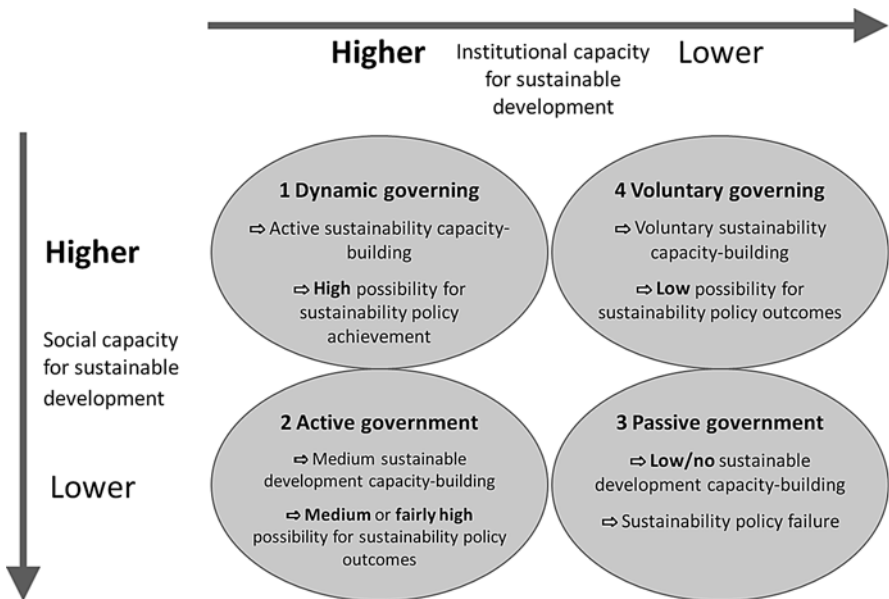 Higher
Institutional capacity
for sustainable
development
Lower
Higher
Social capacity
for sustainable
development
Lower
1 Dynamic governing
⇨ Active sustainability capacity-
building
⇨ High possibility for
sustainability policy
achievement
4 Voluntary governing
⇨ Voluntary sustainability
capacity-building
⇨ Low possibility for
sustainability policy outcomes
2 Active government
⇨ Medium sustainable
development capacity-building
⇨ Medium or fairly high
possibility for sustainability policy
outcomes
3 Passive government
⇨ Low/no sustainable
development capacity-building
⇨ Sustainability policy failure